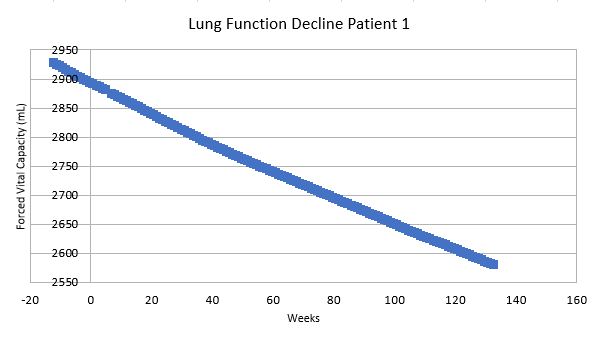 Lung Function Decline Patient 1
2950
2900
2850
2800
2750
2700
2650
2600
2550
Forced Vital Capacity (mL)
-20 0 20 40 60 80 100 120 140 160
Weeks